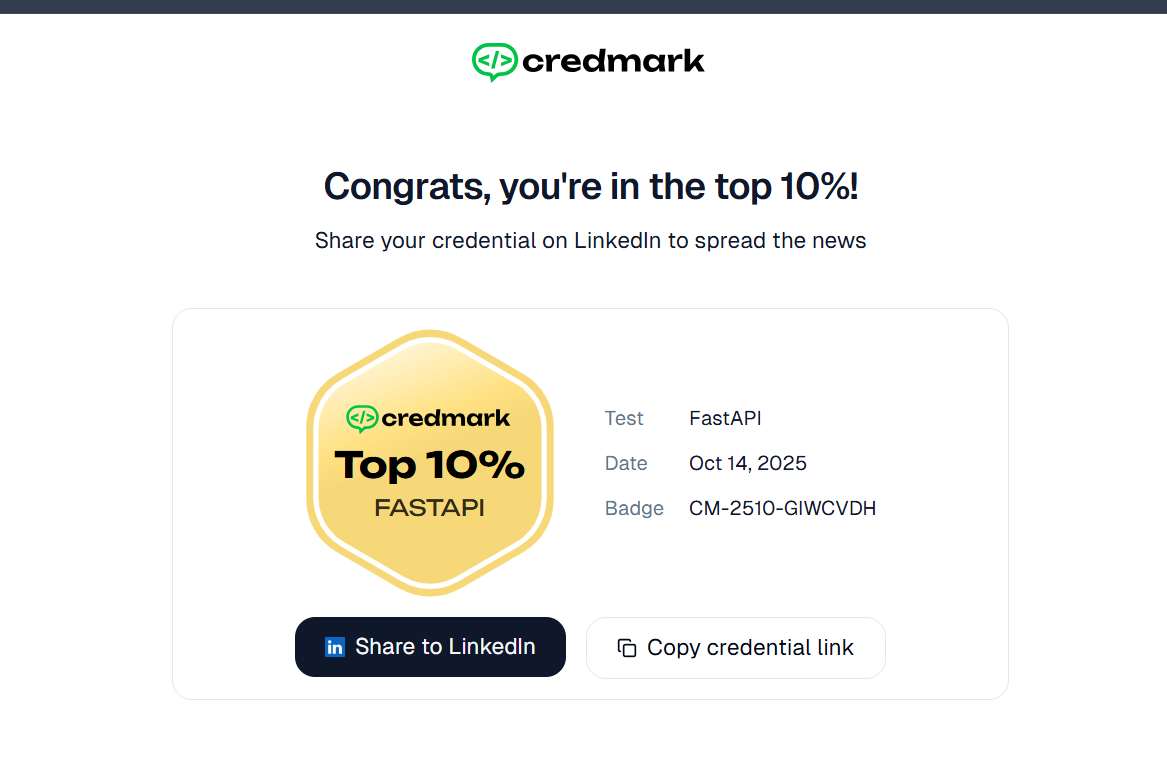 </> credmark
Congrats, you're in the top 10%!
Share your credential on LinkedIn to spread the news
</> credmark
Top 10%
FASTAPI
Test FastAPI
Date Oct 14, 2025
Badge CM-2510-GIWCVDH
in Share to LinkedIn
Copy credential link